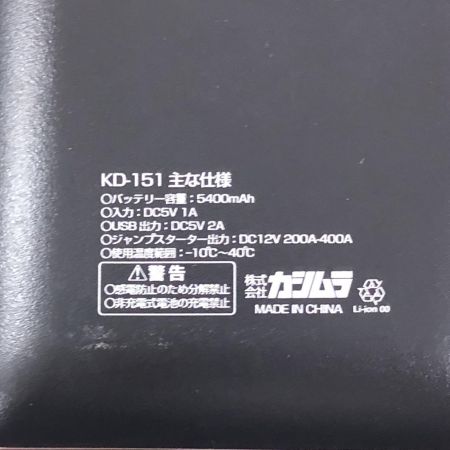 KD-151 主な仕様
○バッテリー容量：5400mAh
○入力：DC5V 1A
○USB出力：DC5V 2A
○ジャンプスターター出力：DC12V 200A-400A
○使用温度範囲：-10℃～40℃
⚠警告
○感電防止のため分解禁止
○非充電式電池の充電禁止
株式会社 カシムラ
MADE IN CHINA Li-ion 00